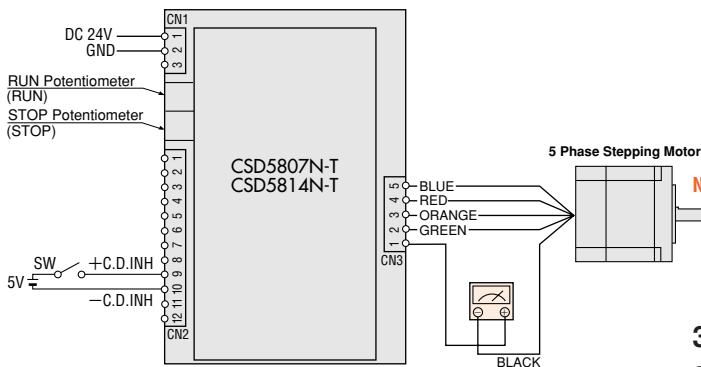 CN1
DC 24V
1
GND
2
3
RUN Potentiometer
(RUN)
STOP Potentiometer
(STOP)
CSD5807N-T
CSD5814N-T
1
2
3
4
5
6
7
8
9
10
11
12
CN2
SW
+C.D.INH
5V
−C.D.INH
5 Phase Stepping Motor
5
BLUE
4
RED
3
ORANGE
2
GREEN
1
CN3
− +
BLACK
N